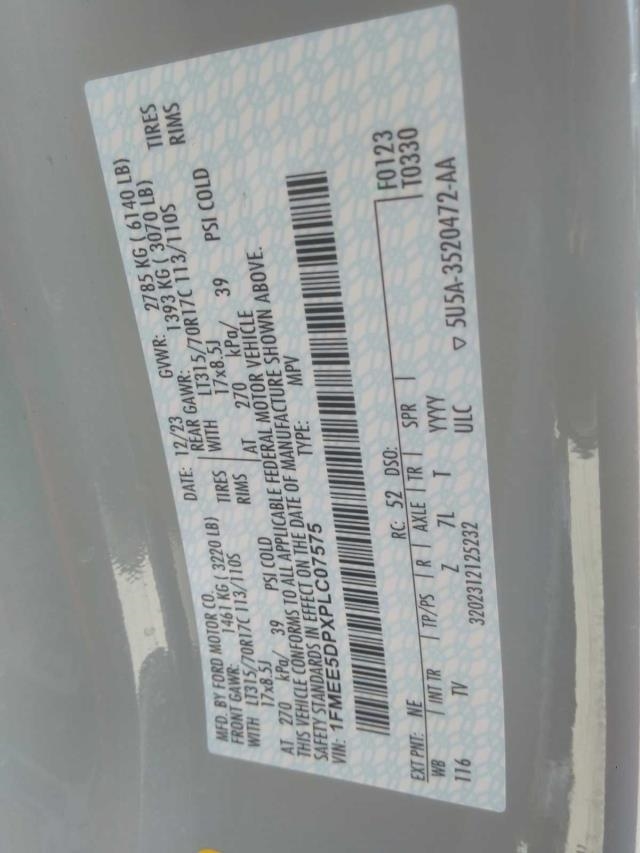 MFD. BY FORD MOTOR CO.
DATE: 12/23 GVWR: 2785 KG ( 6140 LB)
FRONT GAWR: 1461 KG ( 3220 LB) REAR GAWR: 1393 KG ( 3070 LB)
WITH LT315/70R17C 113/110S TIRES WITH LT315/70R17C 113/110S TIRES
17x8.5J RIMS 17x8.5J RIMS
AT 270 kPa/ 39 PSI COLD AT 270 kPa/ 39 PSI COLD
THIS VEHICLE CONFORMS TO ALL APPLICABLE FEDERAL MOTOR VEHICLE
SAFETY STANDARDS IN EFFECT ON THE DATE OF MANUFACTURE SHOWN ABOVE.
VIN: 1FMEE5DPXPLC07575 TYPE: MPV
F0123
T0330
EXT PNT: NE RC: 52 DSO:
WB INT TR TP/PS R AXLE TR SPR
116 TV Z 7L T YYYY
3202312125232 ULC
▽ 5U5A-3520472-AA